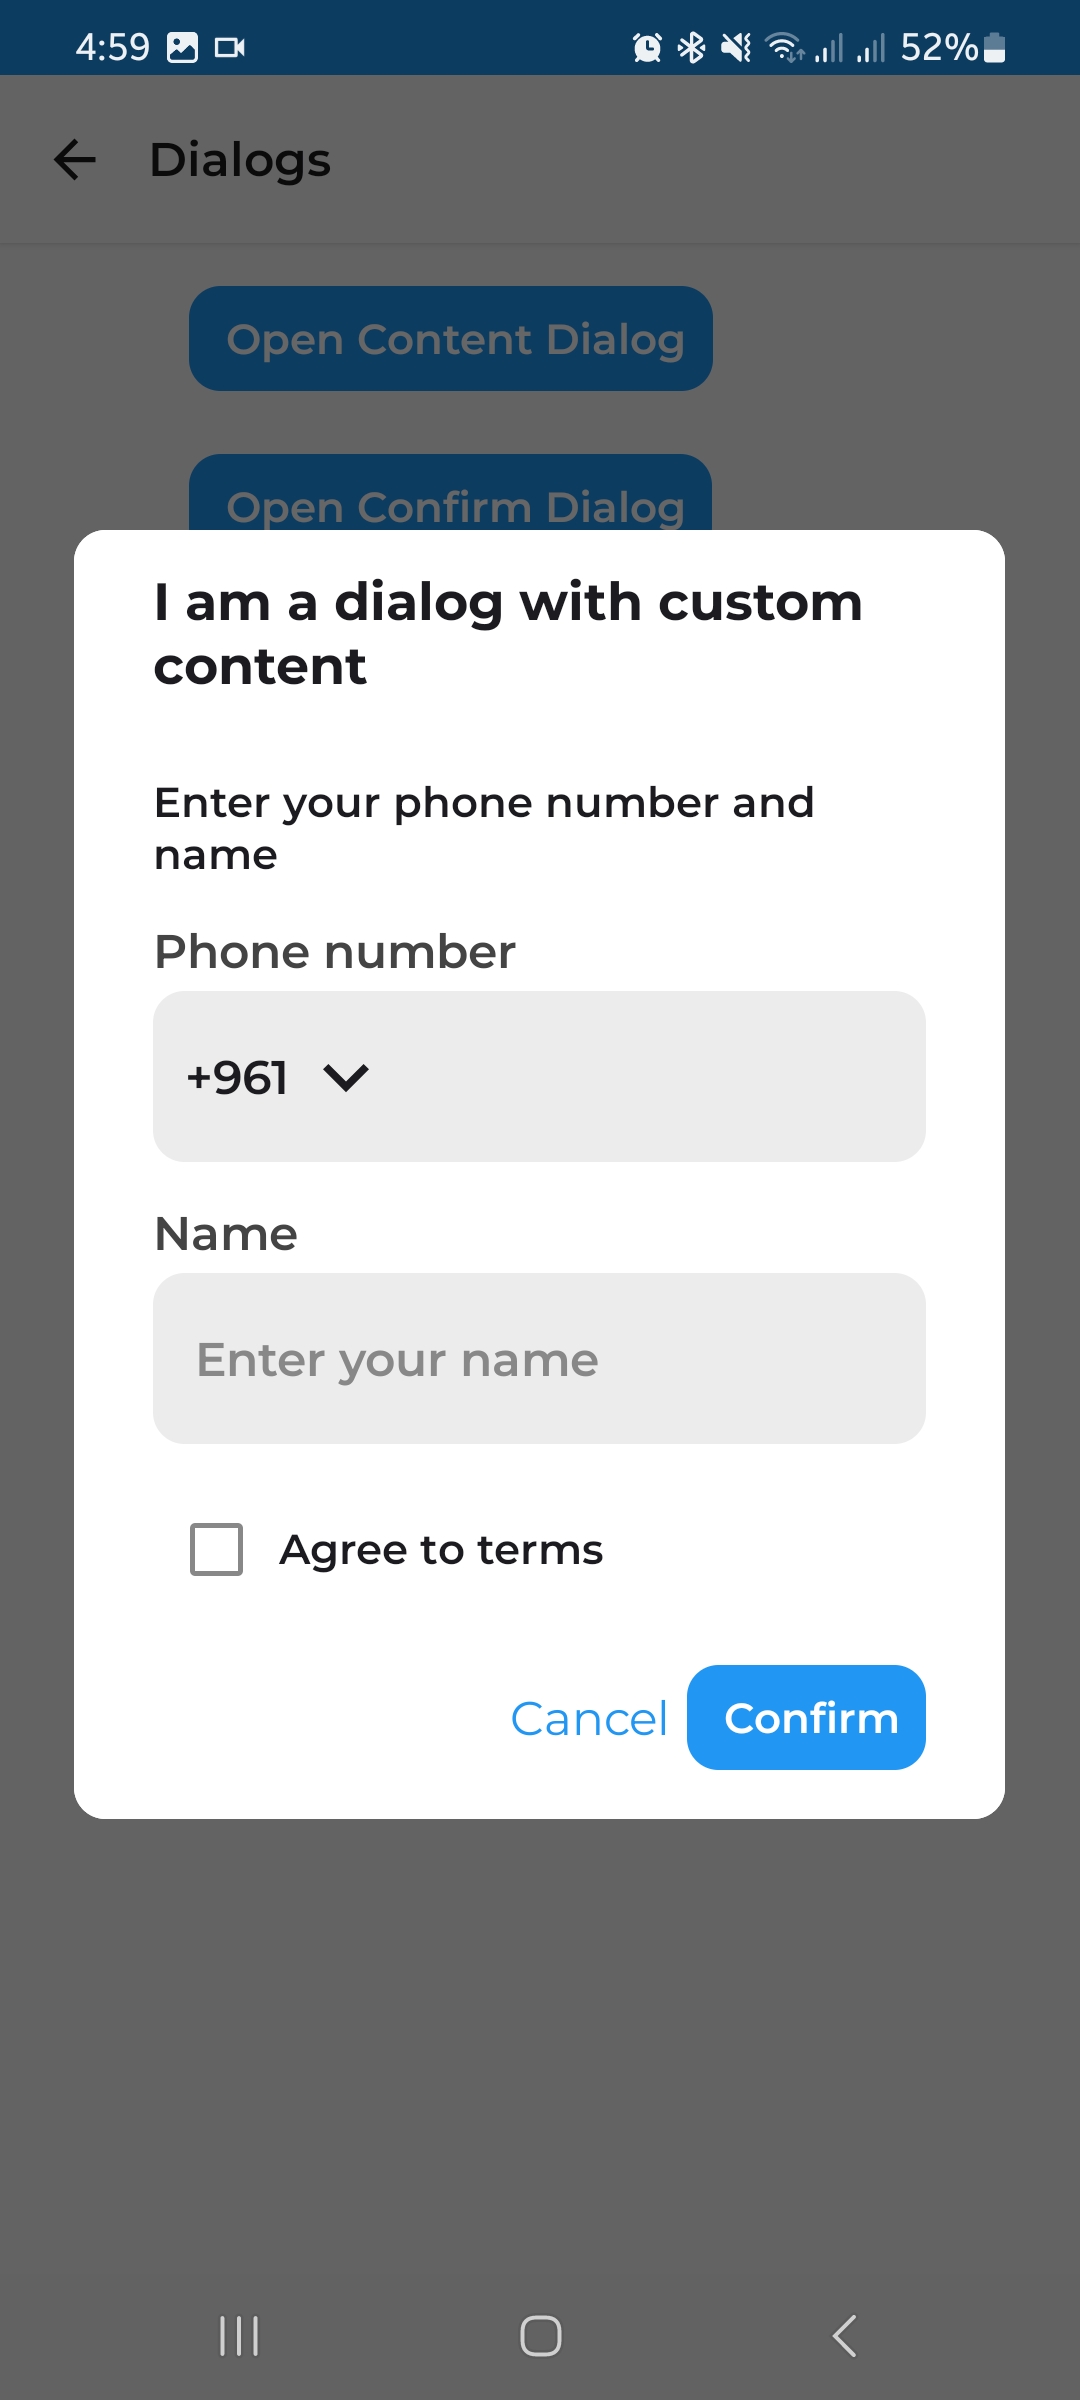 4:59 52%
Dialogs
Open Content Dialog
Open Confirm Dialog
I am a dialog with custom
content
Enter your phone number and
name
Phone number
+961
Name
Enter your name
Agree to terms
Cancel Confirm